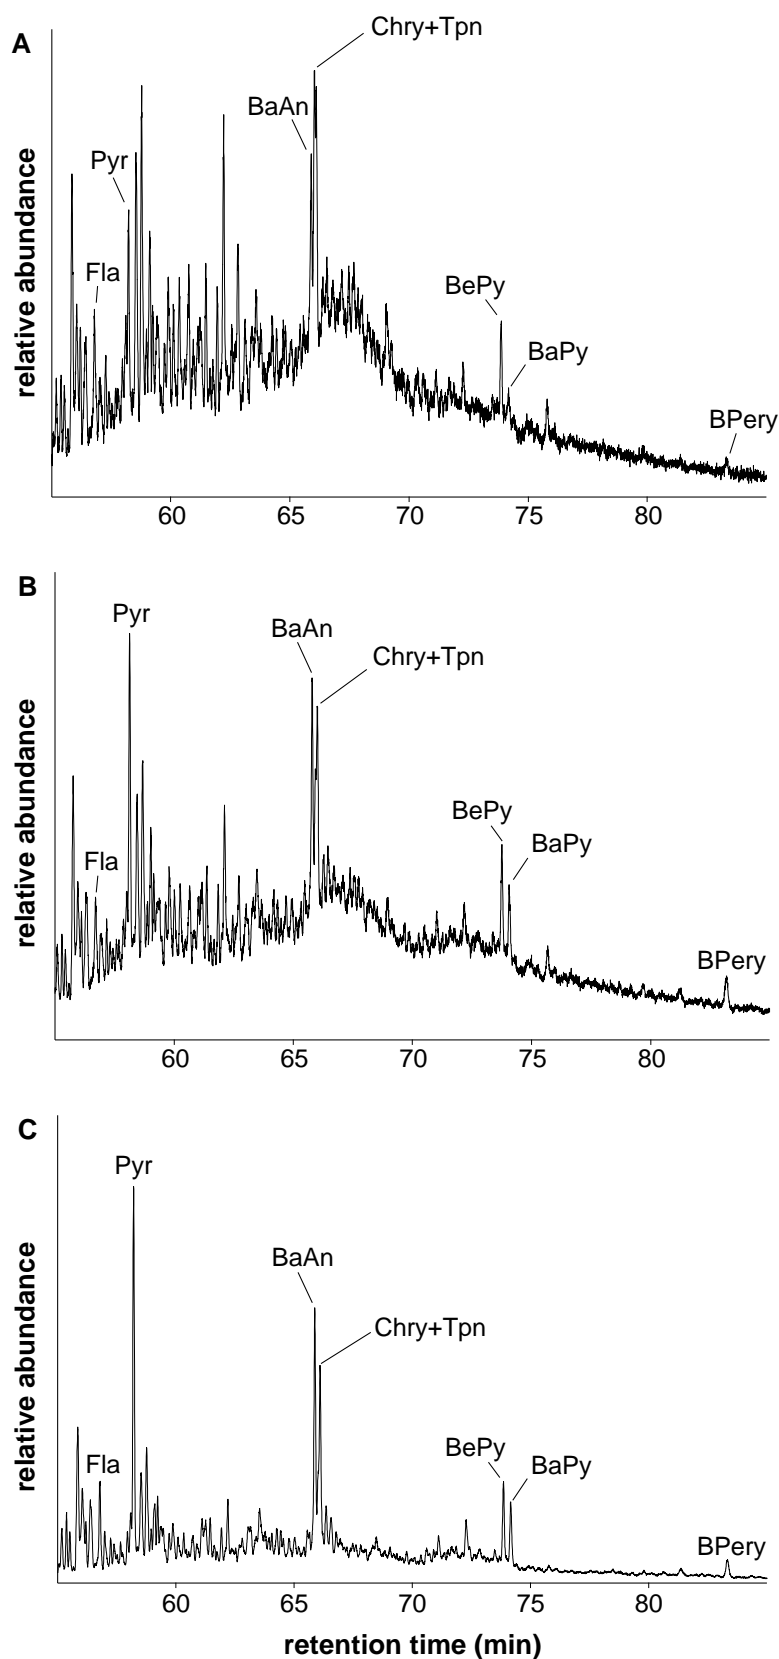 A
Chry+Tpn
BaAn
Pyr
Fla
BePy
BaPy
BPery
relative abundance
60 65 70 75 80
B
Pyr
BaAn
Chry+Tpn
Fla
BePy
BaPy
BPery
relative abundance
60 65 70 75 80
C
Pyr
BaAn
Chry+Tpn
Fla
BePy
BaPy
BPery
relative abundance
60 65 70 75 80
retention time (min)